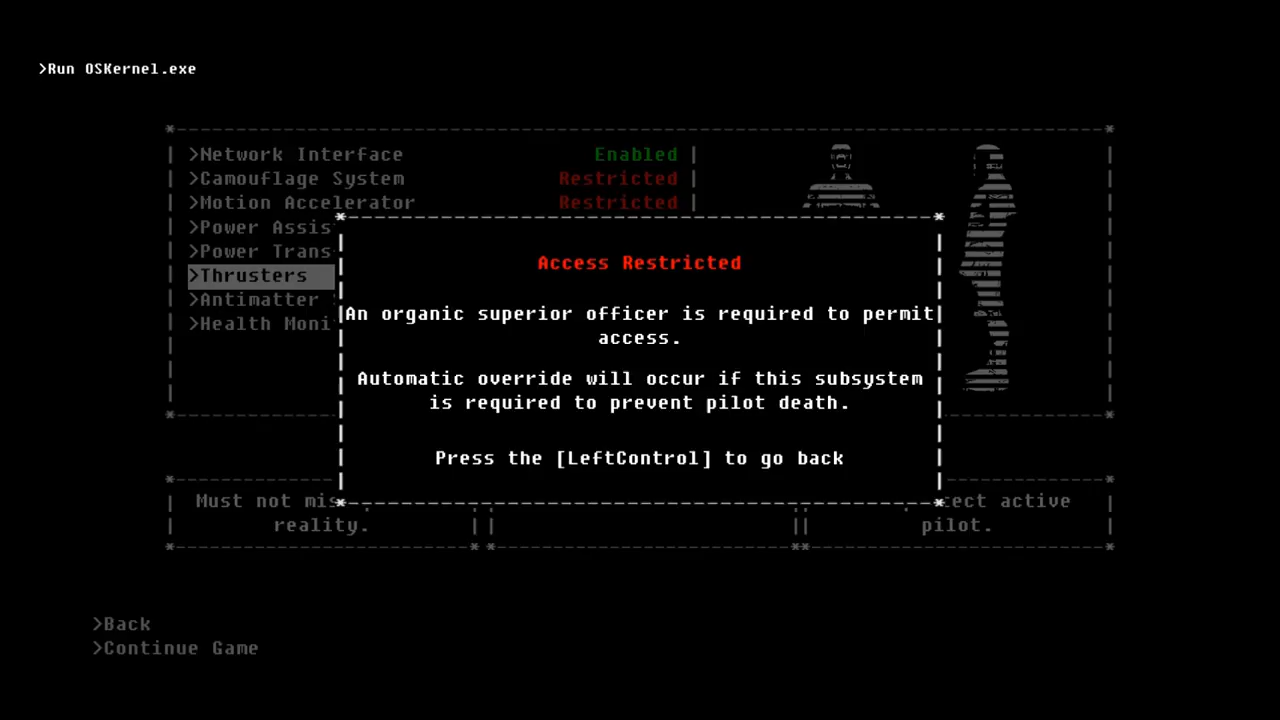 >Run OSKernel.exe
>Network Interface Enabled
>Camouflage System Restricted
>Motion Accelerator Restricted
>Power Assis
>Power Trans
>Thrusters
>Antimatter
>Health Moni
Access Restricted
An organic superior officer is required to permit
access.
Automatic override will occur if this subsystem
is required to prevent pilot death.
Press the [LeftControl] to go back
Must not mis
reality.
tect active
pilot.
>Back
>Continue Game